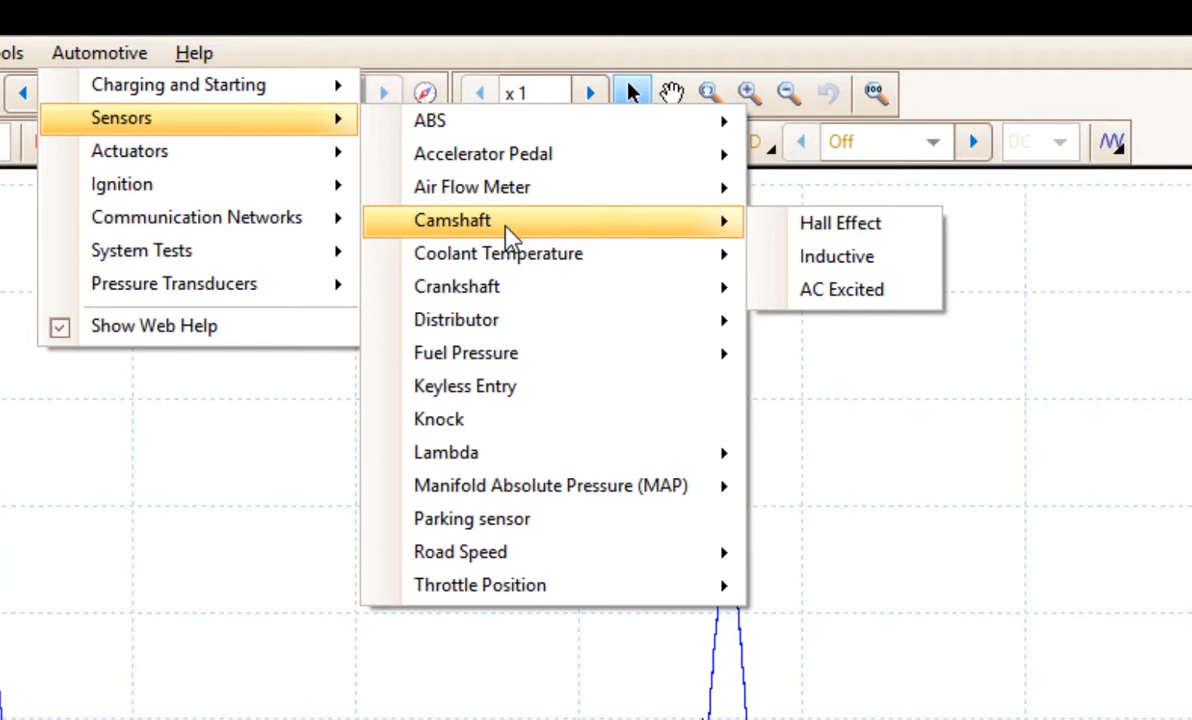 ols Automotive Help
x 1
D Off DC
Charging and Starting
Sensors
Actuators
Ignition
Communication Networks
System Tests
Pressure Transducers
Show Web Help
ABS
Accelerator Pedal
Air Flow Meter
Camshaft
Coolant Temperature
Crankshaft
Distributor
Fuel Pressure
Keyless Entry
Knock
Lambda
Manifold Absolute Pressure (MAP)
Parking sensor
Road Speed
Throttle Position
Hall Effect
Inductive
AC Excited